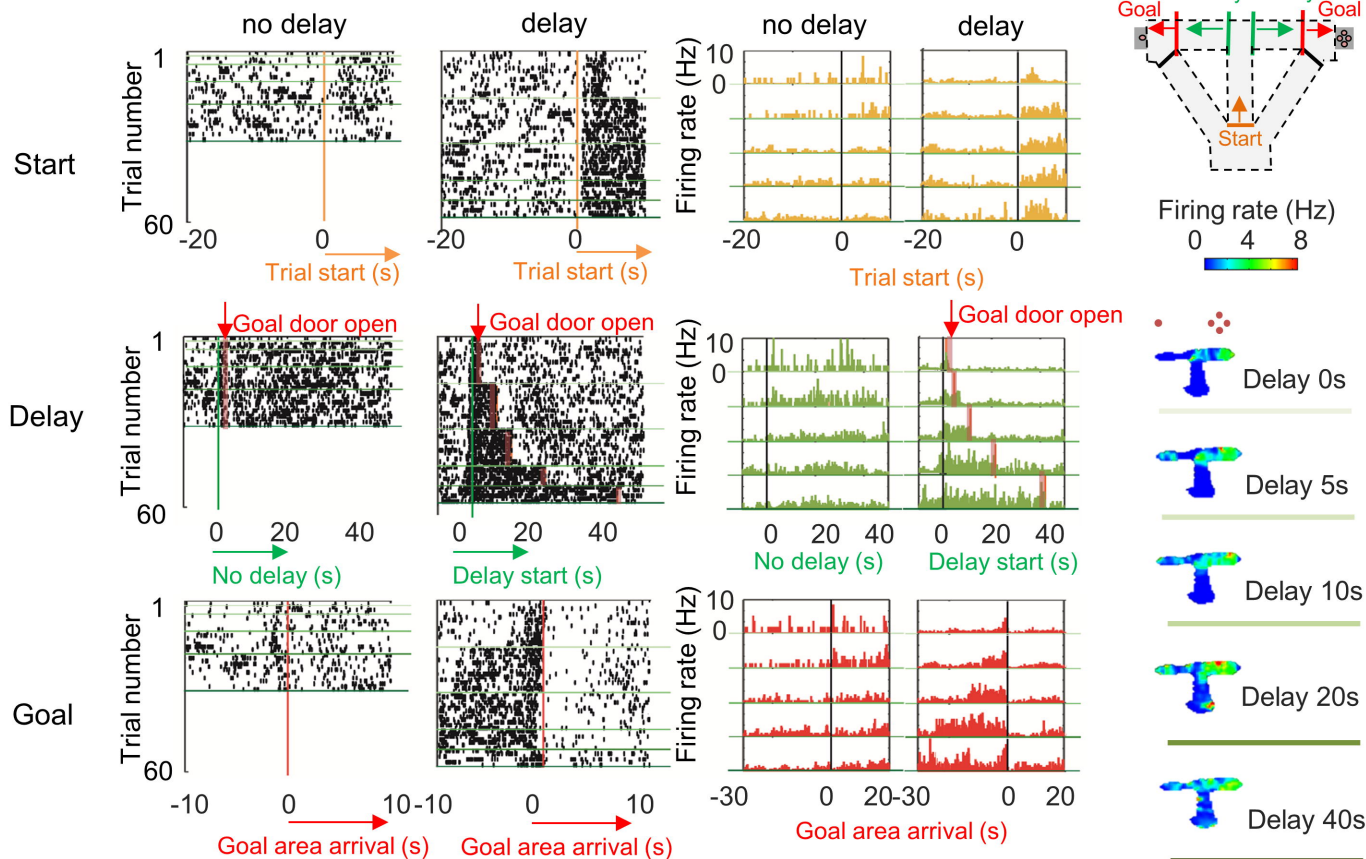 no delay
delay
no delay
delay
Goal
Goal
Start
Trial number
1
60
-20
0
-20
0
Trial start (s)
Trial start (s)
Firing rate (Hz)
10
0
-20
0
-20
0
Trial start (s)
Start
Firing rate (Hz)
0 4 8
Goal door open
Goal door open
Goal door open
Delay
Trial number
1
60
0 20 40
0 20 40
No delay (s)
Delay start (s)
Firing rate (Hz)
10
0
0 20 40
0 20 40
No delay (s)
Delay start (s)
Delay 0s
Delay 5s
Delay 10s
Delay 20s
Delay 40s
Goal
Trial number
1
60
-10 0 10
-10 0 10
Goal area arrival (s)
Goal area arrival (s)
Firing rate (Hz)
10
0
-30 0 20
-30 0 20
Goal area arrival (s)